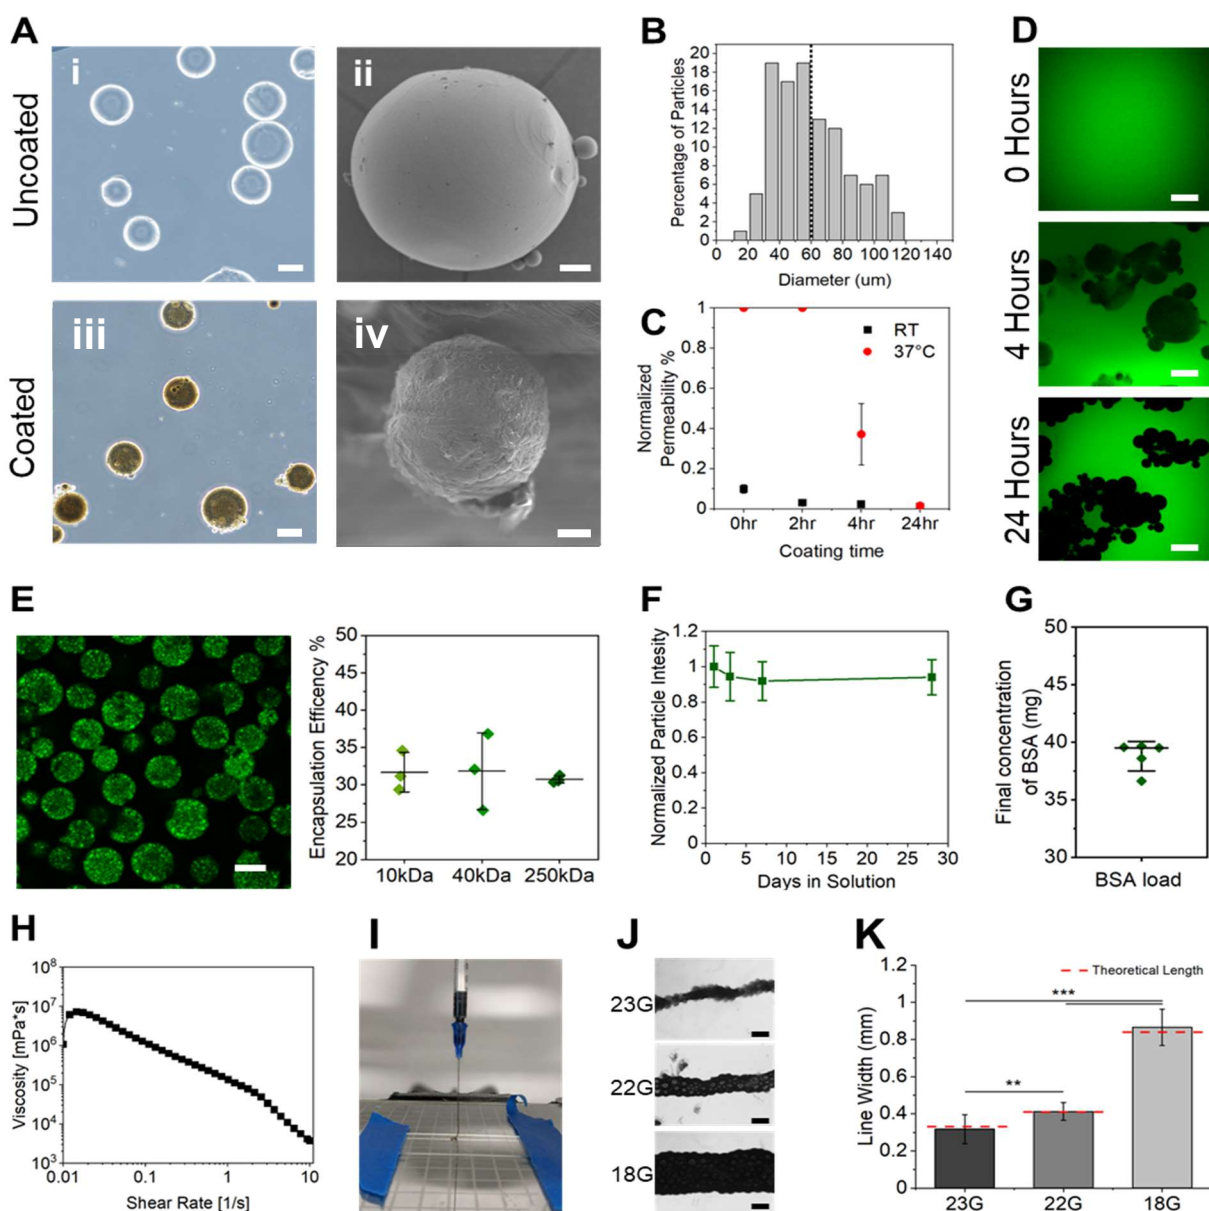 A
Uncoated
i
ii
Coated
iii
iv
B
Percentage of Particles
20
18
16
14
12
10
8
6
4
2
0
0 20 40 60 80 100 120 140
Diameter (um)
C
Normalized
Permeability %
1
0.8
0.6
0.4
0.2
0
RT
37°C
0hr 2hr 4hr 24hr
Coating time
D
0 Hours
4 Hours
24 Hours
E
Encapsulation Efficency %
50
45
40
35
30
25
20
10kDa 40kDa 250kDa
F
Normalized Particle Intesity
1.2
1
0.8
0.6
0.4
0.2
0
0 5 10 15 20 25 30
Days in Solution
G
Final concentration
of BSA (mg)
50
45
40
35
30
BSA load
H
Viscosity [mPa*s]
10⁸
10⁷
10⁶
10⁵
10⁴
10³
0.01 0.1 1 10
Shear Rate [1/s]
I
J
23G
22G
18G
K
Line Width (mm)
1.2
1
0.8
0.6
0.4
0.2
0
Theoretical Length
***
**
23G 22G 18G